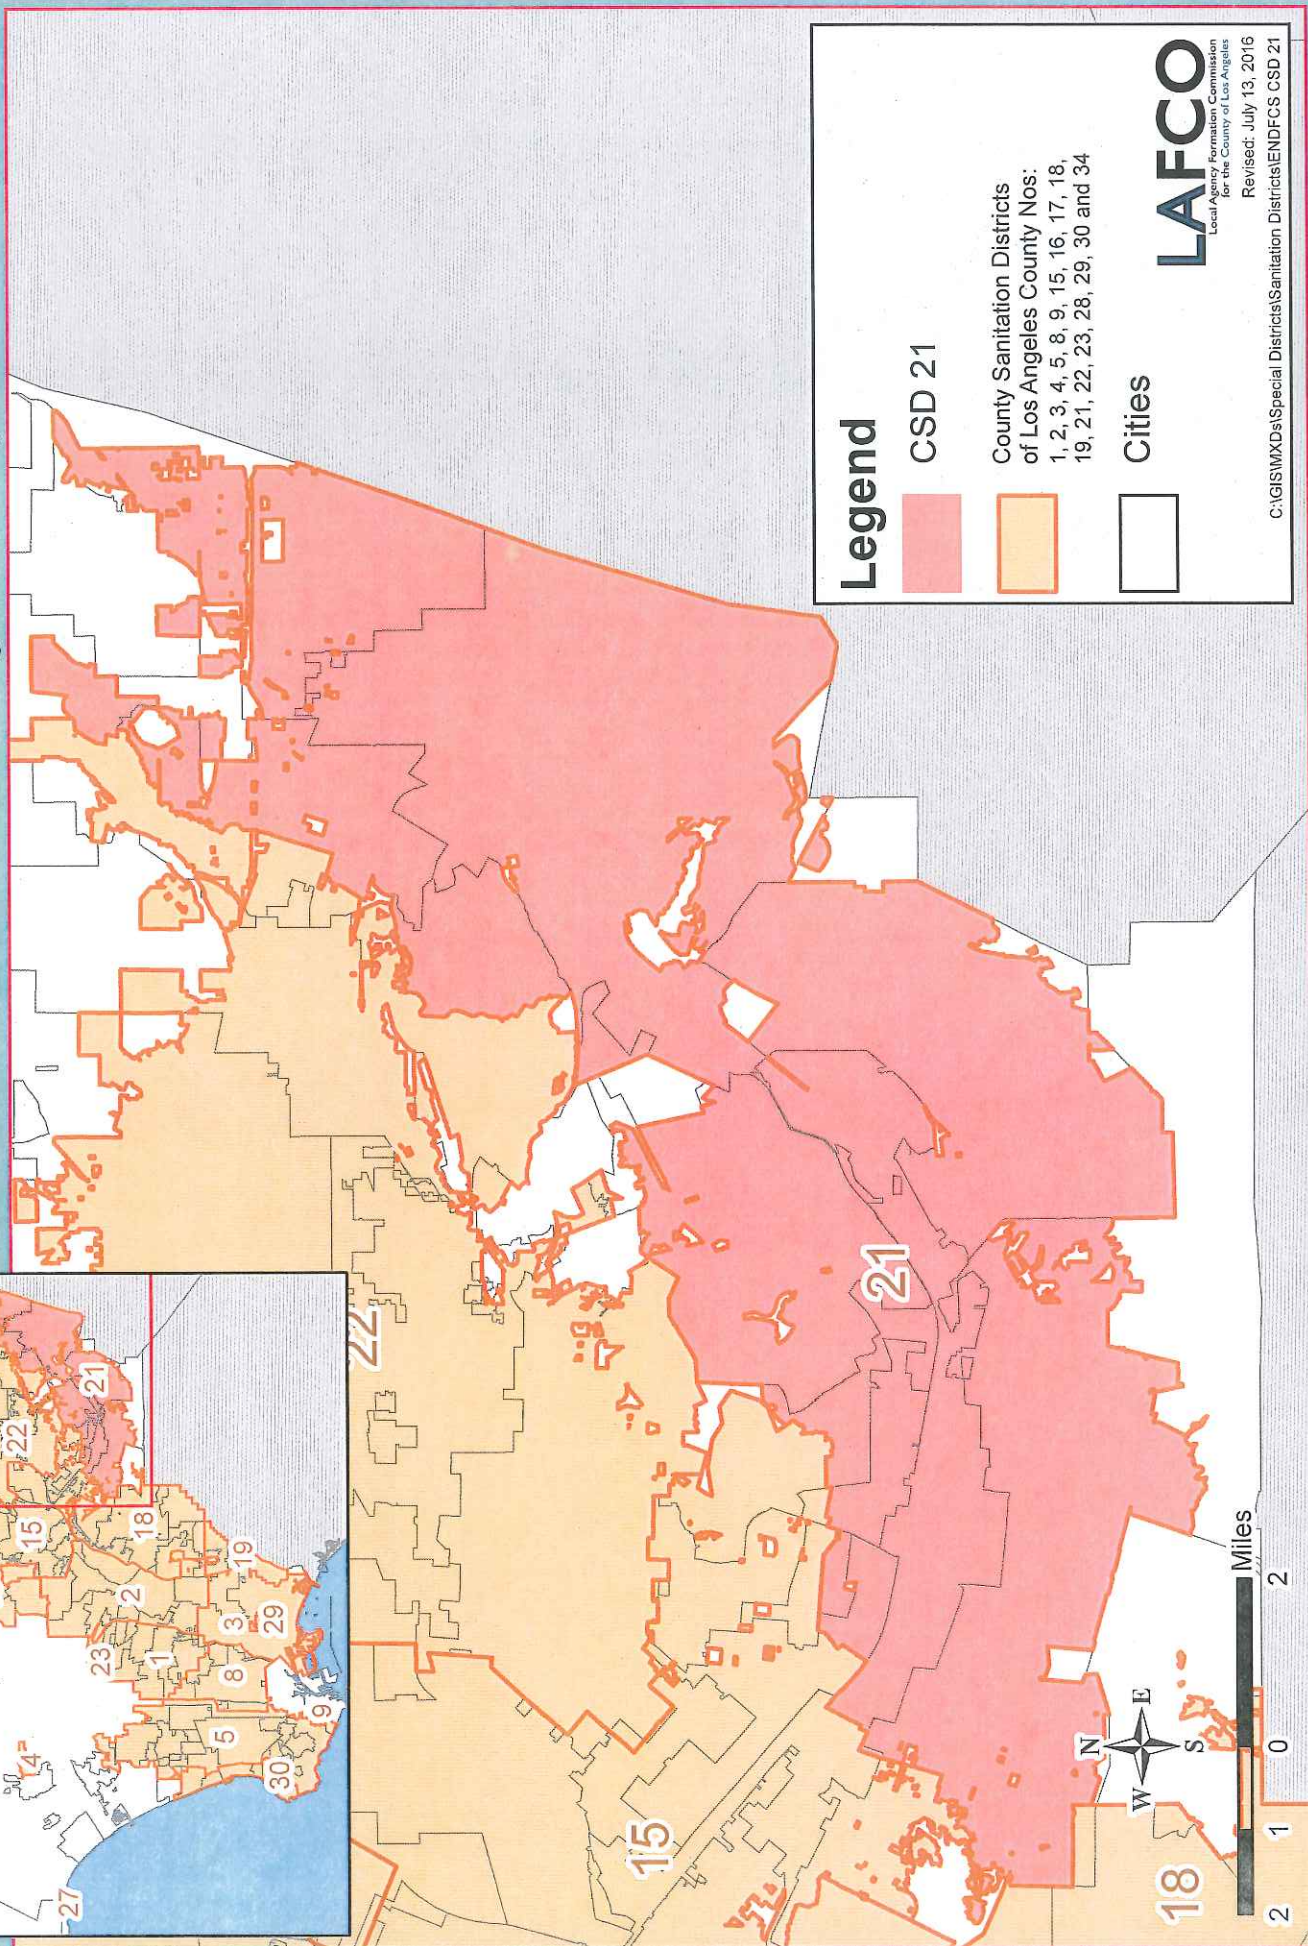 27
4
23
15
22
2
1
18
21
5
8
3
19
30
29
9
22
21
15
18
N
W
E
S
2
1
0
2
Miles
Legend
CSD 21
County Sanitation Districts
of Los Angeles County Nos:
1, 2, 3, 4, 5, 8, 9, 15, 16, 17, 18,
19, 21, 22, 23, 28, 29, 30 and 34
Cities
LAFCO
Local Agency Formation Commission
for the County of Los Angeles
Revised: July 13, 2016
C:\GIS\MXDs\Special Districts\Sanitation Districts\ENDFCS CSD 21